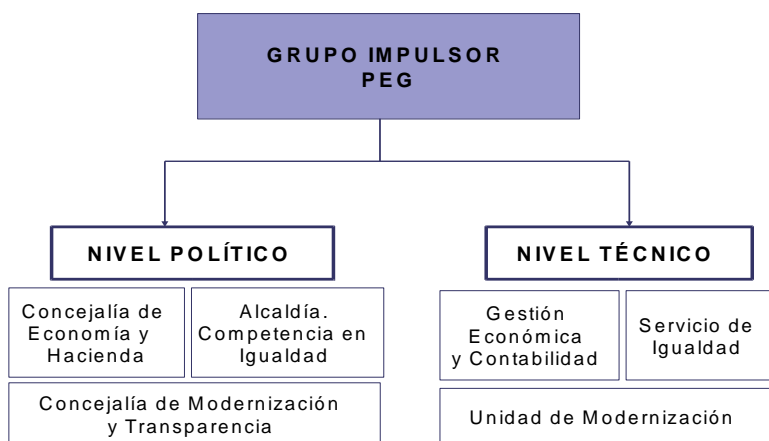 GRUPO IMPULSOR
PEG
NIVEL POLÍTICO
Concejalía de
Economía y
Hacienda
Alcaldía.
Competencia en
Igualdad
Concejalía de Modernización
y Transparencia
NIVEL TÉCNICO
Gestión
Económica
y Contabilidad
Servicio de
Igualdad
Unidad de Modernización